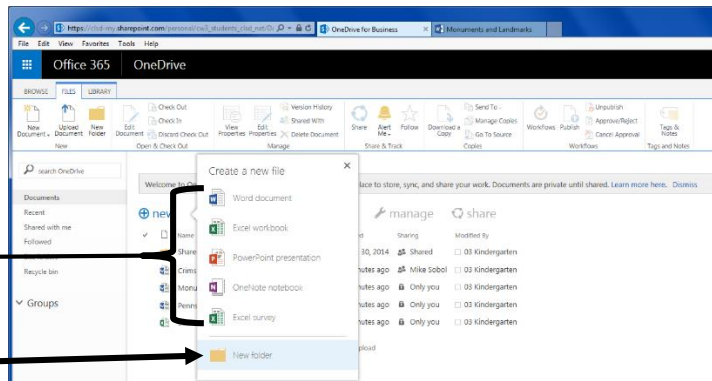 https://clsd-my.sharepoint.com/personal/cw3_students_clsd_net/
OneDrive for Business
Monuments and Landmarks
File Edit View Favorites Tools Help
Office 365 OneDrive
BROWSE FILES LIBRARY
New Document Upload Document New Folder
New
Edit Document Check Out
Check In
Discard Check Out
Open & Check Out
View Properties Edit Properties Version History
Shared With
Delete Document
Manage
Share Alert Me Follow
Share & Track
Download a Copy Send To
Manage Copies
Go To Source
Copies
Workflows Publish Unpublish
Approve/Reject
Cancel Approval
Workflows
Tags & Notes
Tags and Notes
search OneDrive
Documents
Recent
Shared with me
Followed
Recycle bin
Groups
Create a new file
Word document
Excel workbook
PowerPoint presentation
OneNote notebook
Excel survey
New folder
Welcome to On
lace to store, sync, and share your work. Documents are private until shared. Learn more here. Dismiss
new
manage share
Name Sharing Modified By
Share 30, 2014 Shared 03 Kindergarten
Crims nutes ago Mike Sobol 03 Kindergarten
Monu nutes ago Only you 03 Kindergarten
Penns nutes ago Only you 03 Kindergarten
nutes ago Only you 03 Kindergarten
pload